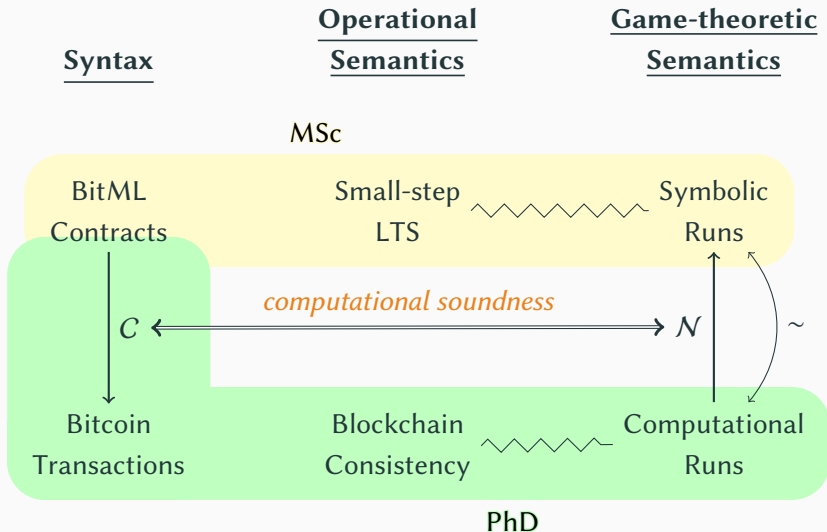 Syntax
Operational
Semantics
Game-theoretic
Semantics
MSc
BitML
Contracts
Small-step
LTS
Symbolic
Runs
computational soundness
C
N
~
Bitcoin
Transactions
Blockchain
Consistency
Computational
Runs
PhD